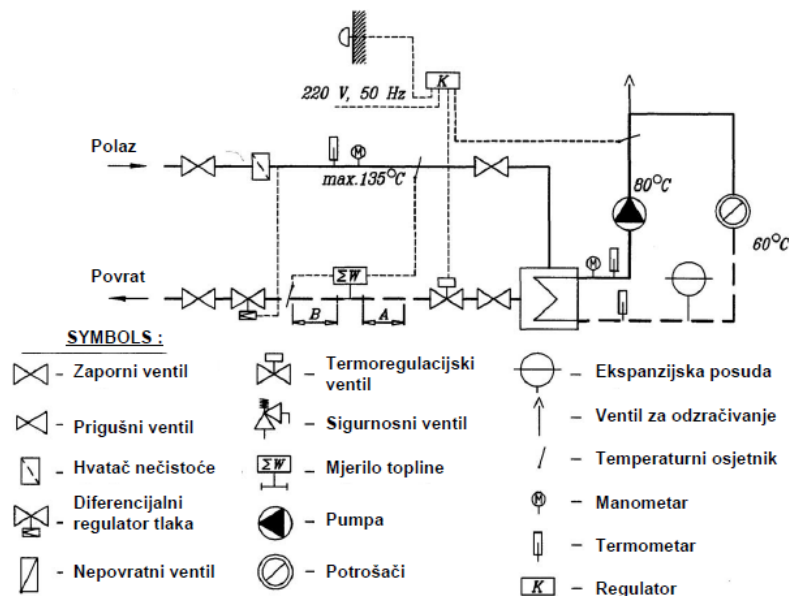 K
220 V, 50 Hz
Polaz
M
max.135°C
80°C
60°C
M
Povrat
ΣW
B
A
SYMBOLS :
- Zaporni ventil
- Prigušni ventil
- Hvatač nečistoće
- Diferencijalni
regulator tlaka
- Nepovratni ventil
- Termoregulacijski
ventil
- Sigurnosni ventil
ΣW - Mjerilo topline
- Pumpa
- Potrošači
- Ekspanzijska posuda
- Ventil za odzračivanje
- Temperaturni osjetnik
M - Manometar
- Termometar
K - Regulator